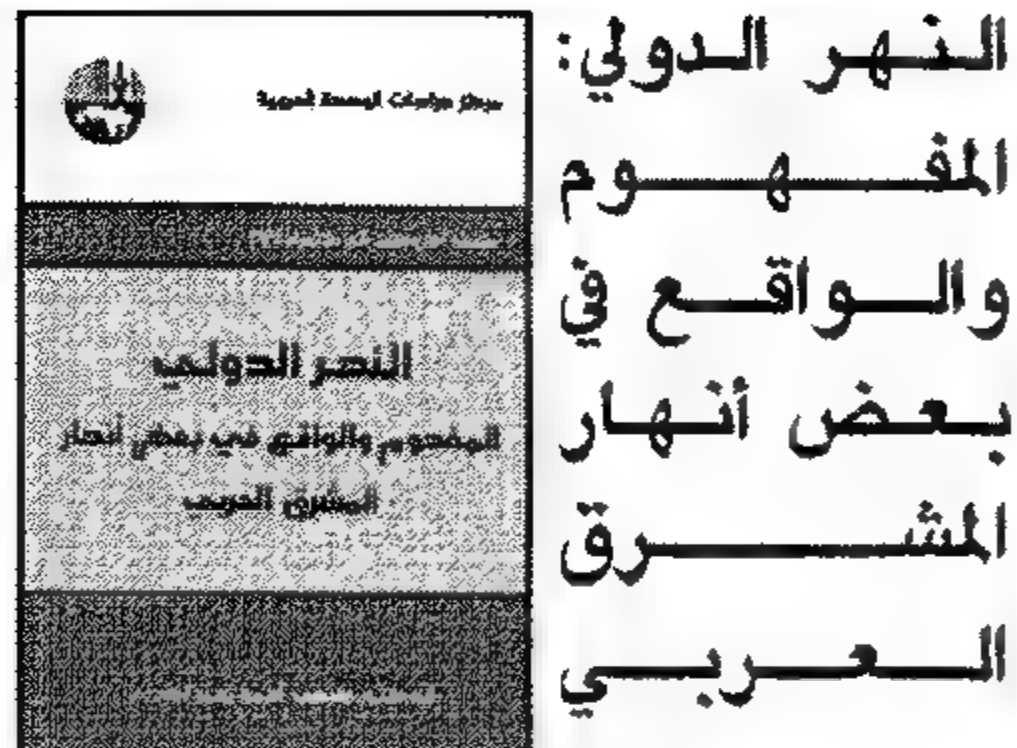 النهر الدولي:
المفهوم
والواقع في
بعض أنهار
المشرق
العربي
مركز دراسات الوحدة العربية
النهر الدولي
المفهوم والواقع في بعض أنهار
المشرق العربي